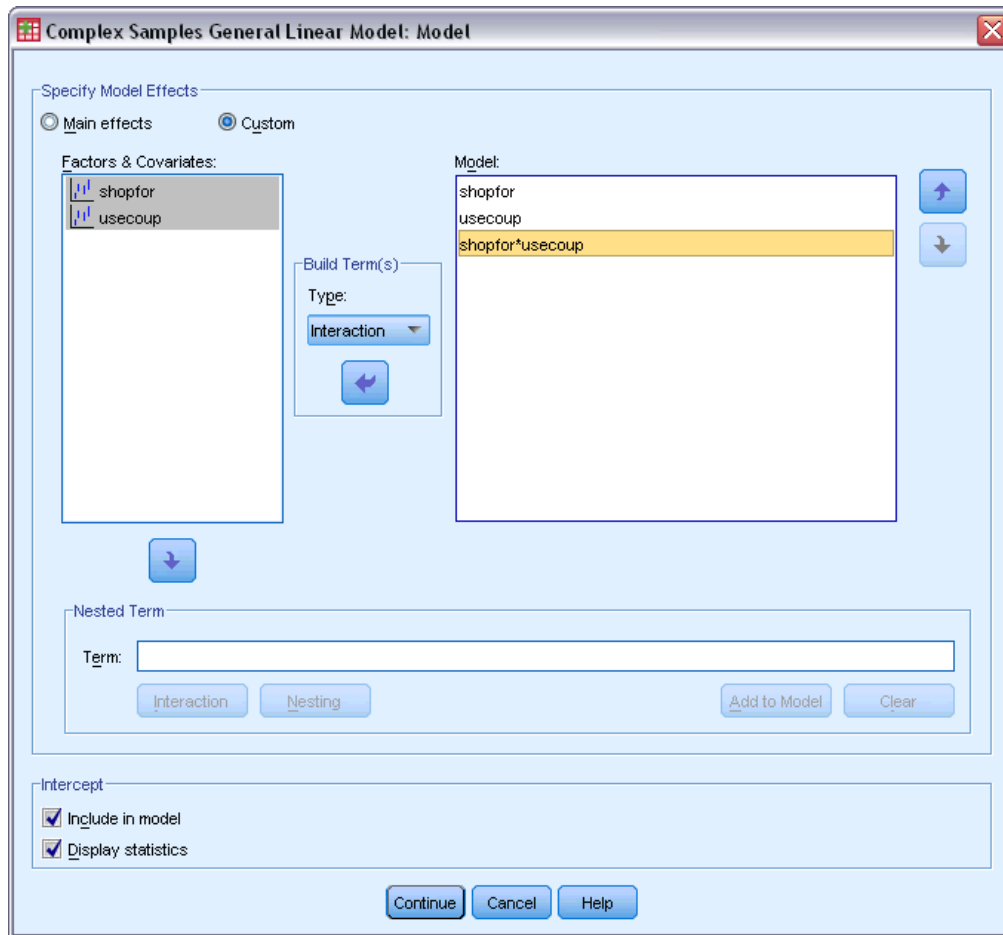 Complex Samples General Linear Model: Model
Specify Model Effects
Main effects
Custom
Factors & Covariates:
shopfor
usecoup
Build Term(s)
Type:
Interaction
Model:
shopfor
usecoup
shopfor*usecoup
Nested Term
Term:
Interaction
Nesting
Add to Model
Clear
Intercept
Include in model
Display statistics
Continue
Cancel
Help